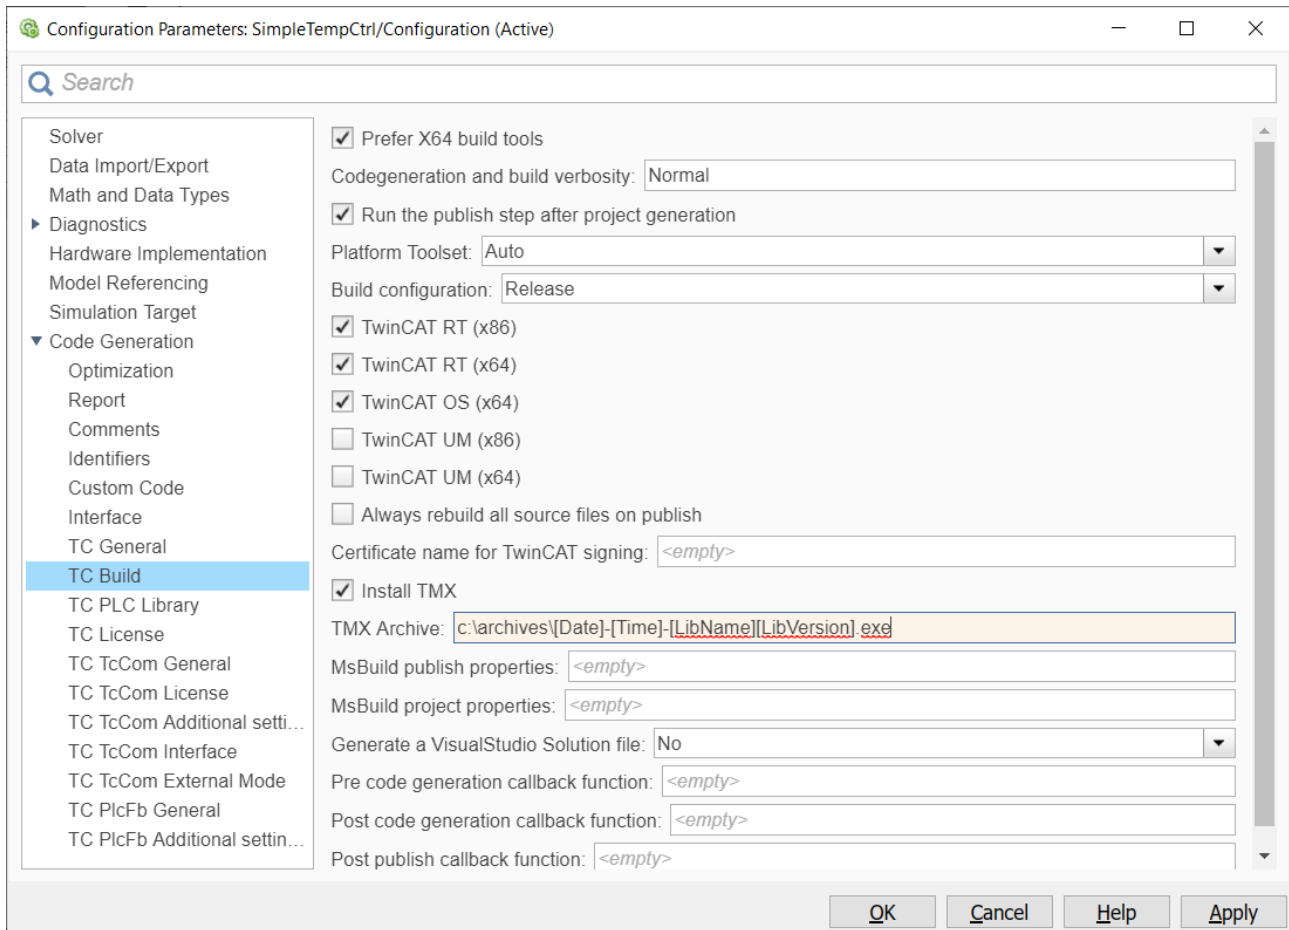 Configuration Parameters: SimpleTempCtrl/Configuration (Active)
Search
Solver
Data Import/Export
Math and Data Types
Diagnostics
Hardware Implementation
Model Referencing
Simulation Target
Code Generation
Optimization
Report
Comments
Identifiers
Custom Code
Interface
TC General
TC Build
TC PLC Library
TC License
TC TcCom General
TC TcCom License
TC TcCom Additional setti...
TC TcCom Interface
TC TcCom External Mode
TC PlcFb General
TC PlcFb Additional settin...
Prefer X64 build tools
Codegeneration and build verbosity: Normal
Run the publish step after project generation
Platform Toolset: Auto
Build configuration: Release
TwinCAT RT (x86)
TwinCAT RT (x64)
TwinCAT OS (x64)
TwinCAT UM (x86)
TwinCAT UM (x64)
Always rebuild all source files on publish
Certificate name for TwinCAT signing: <empty>
Install TMX
TMX Archive: c:\archives\[Date]-[Time]-[LibName][LibVersion].exe
MsBuild publish properties: <empty>
MsBuild project properties: <empty>
Generate a VisualStudio Solution file: No
Pre code generation callback function: <empty>
Post code generation callback function: <empty>
Post publish callback function: <empty>
OK Cancel Help Apply